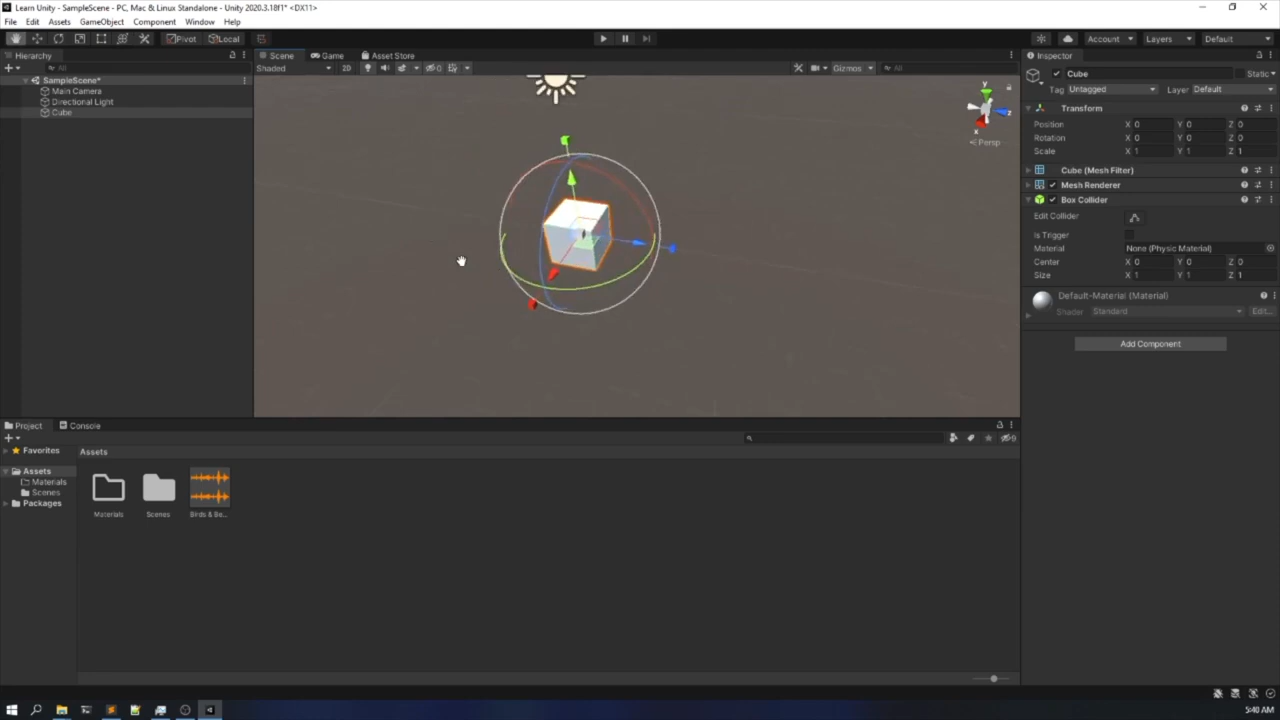 Learn Unity - SampleScene - PC, Mac & Linux Standalone - Unity 2020.3.18f1* <DX11>
File Edit Assets GameObject Component Window Help
Pivot Local Account Layers Default
Hierarchy
All
SampleScene*
Main Camera
Directional Light
Cube
Scene Game Asset Store
Shaded 2D 0 Gizmos All
y
z
x
Persp
Inspector
Cube Static
Tag Untagged Layer Default
Transform
Position X 0 Y 0 Z 0
Rotation X 0 Y 0 Z 0
Scale X 1 Y 1 Z 1
Cube (Mesh Filter)
Mesh Renderer
Box Collider
Edit Collider
Is Trigger
Material None (Physic Material)
Center X 0 Y 0 Z 0
Size X 1 Y 1 Z 1
Default-Material (Material)
Shader Standard Edit...
Add Component
Project Console
Favorites
Assets
Materials
Scenes
Packages
Assets
Materials Scenes Birds & Be...
5:40 AM